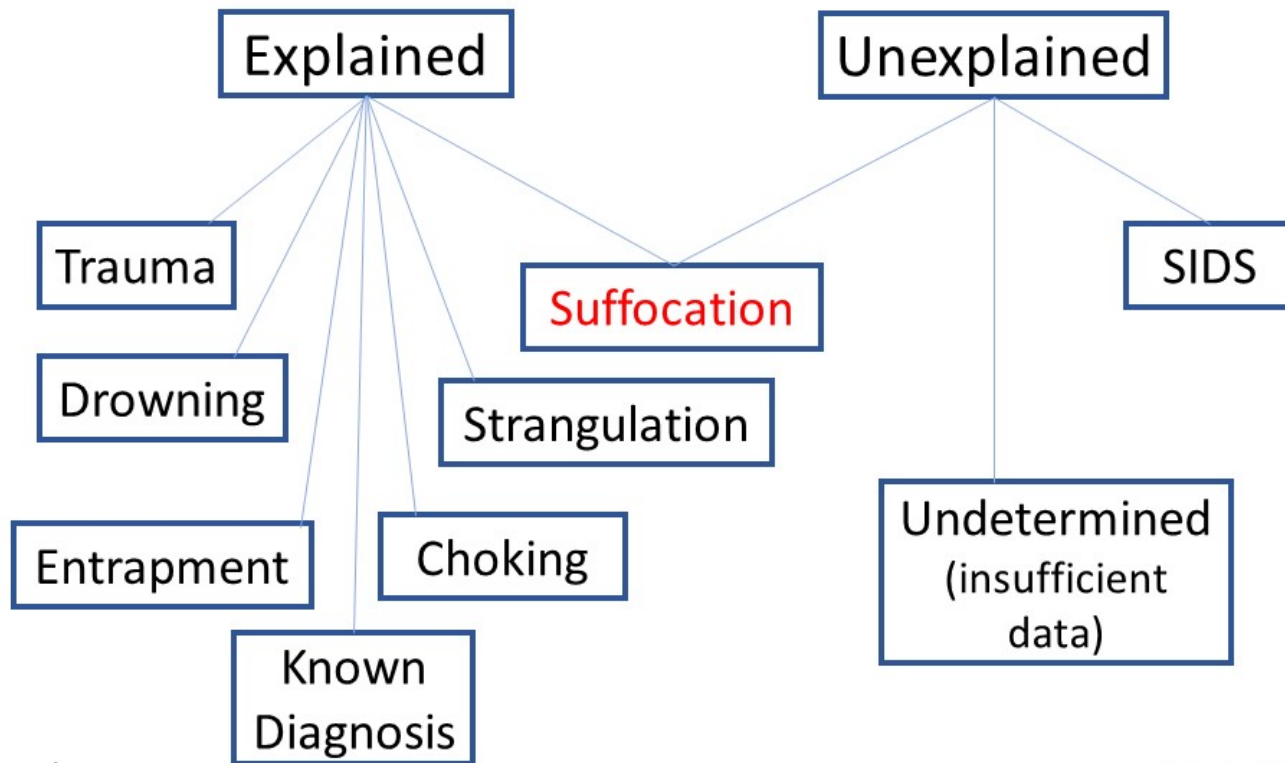 Explained
Unexplained
Trauma
Suffocation
SIDS
Drowning
Strangulation
Entrapment
Choking
Undetermined
(insufficient
data)
Known
Diagnosis